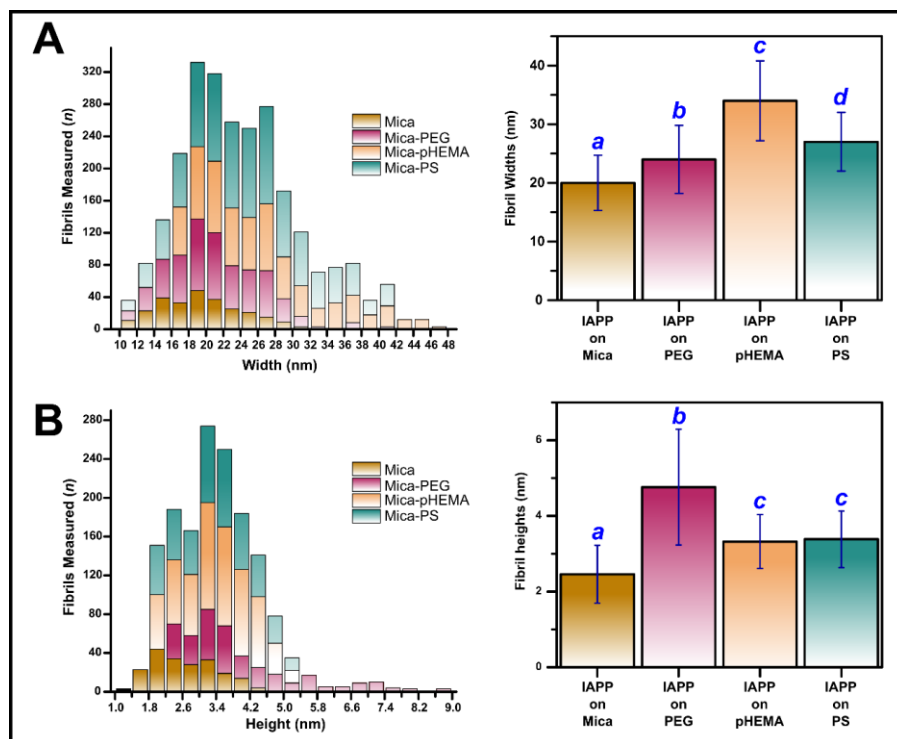 A
Fibrils Measured (n)
320
280
240
200
160
120
80
40
0
Mica
Mica-PEG
Mica-pHEMA
Mica-PS
10 12 14 16 18 20 22 24 26 28 30 31 34 36 38 40 41 42 44 46 48
Width (nm)
Fibril Widths (nm)
40
30
20
10
0
a
b
c
d
IAPP on Mica
IAPP on PEG
IAPP on pHEMA
IAPP on PS
B
Fibrils Measured (n)
280
240
200
160
120
80
40
0
Mica
Mica-PEG
Mica-pHEMA
Mica-PS
1.0 1.8 2.6 3.4 4.2 5.0 5.8 6.6 7.4 8.2 9.0
Height (nm)
Fibril heights (nm)
6
4
2
0
a
b
c
c
IAPP on Mica
IAPP on PEG
IAPP on pHEMA
IAPP on PS